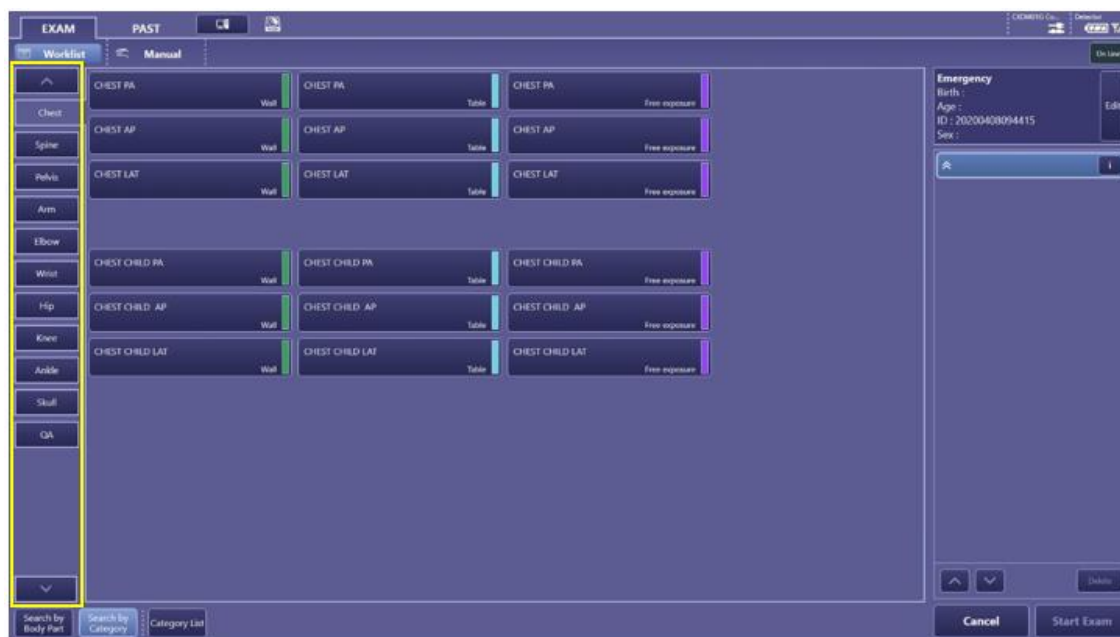 EXAM
PAST
Detector
Worklist
Manual
On Line
Chest
Spine
Pelvis
Arm
Elbow
Wrist
Hip
Knee
Ankle
Skull
QA
CHEST PA
Wall
CHEST PA
Table
CHEST PA
Free exposure
CHEST AP
Wall
CHEST AP
Table
CHEST AP
Free exposure
CHEST LAT
Wall
CHEST LAT
Table
CHEST LAT
Free exposure
CHEST CHILD PA
Wall
CHEST CHILD PA
Table
CHEST CHILD PA
Free exposure
CHEST CHILD AP
Wall
CHEST CHILD AP
Table
CHEST CHILD AP
Free exposure
CHEST CHILD LAT
Wall
CHEST CHILD LAT
Table
CHEST CHILD LAT
Free exposure
Emergency
Birth :
Age :
ID : 20200408094415
Sex :
Edit
i
Delete
Search by
Body Part
Search by
Category
Category List
Cancel
Start Exam